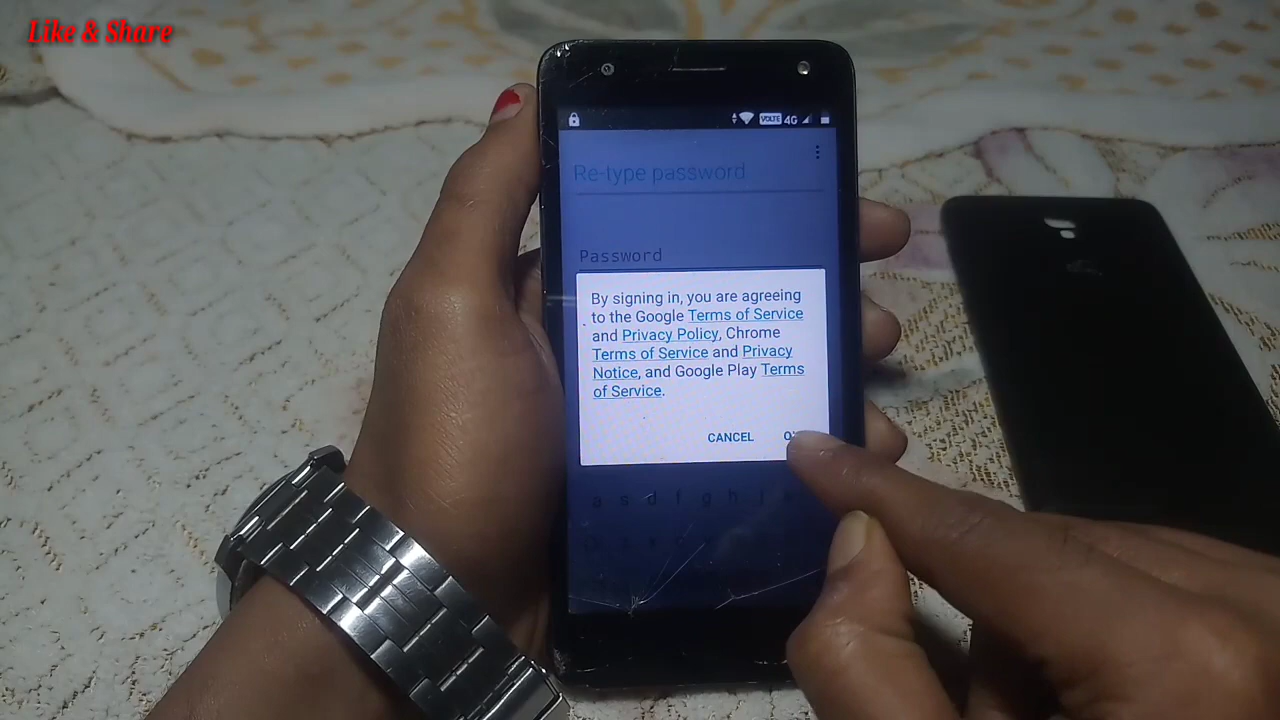 Like & Share
VOLTE 4G
Re-type password
Password
By signing in, you are agreeing
to the Google Terms of Service
and Privacy Policy, Chrome
Terms of Service and Privacy
Notice, and Google Play Terms
of Service.
CANCEL
a s d f g h j